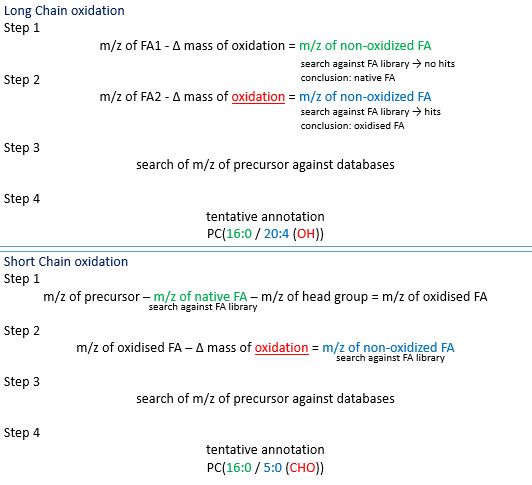 Long Chain oxidation
Step 1
m/z of FA1 - Δ mass of oxidation = m/z of non-oxidized FA
search against FA library → no hits
conclusion: native FA
Step 2
m/z of FA2 - Δ mass of oxidation = m/z of non-oxidized FA
search against FA library → hits
conclusion: oxidised FA
Step 3
search of m/z of precursor against databases
Step 4
tentative annotation
PC(16:0 / 20:4 (OH))
Short Chain oxidation
Step 1
m/z of precursor – m/z of native FA – m/z of head group = m/z of oxidised FA
search against FA library
Step 2
m/z of oxidised FA – Δ mass of oxidation = m/z of non-oxidized FA
search against FA library
Step 3
search of m/z of precursor against databases
Step 4
tentative annotation
PC(16:0 / 5:0 (CHO))